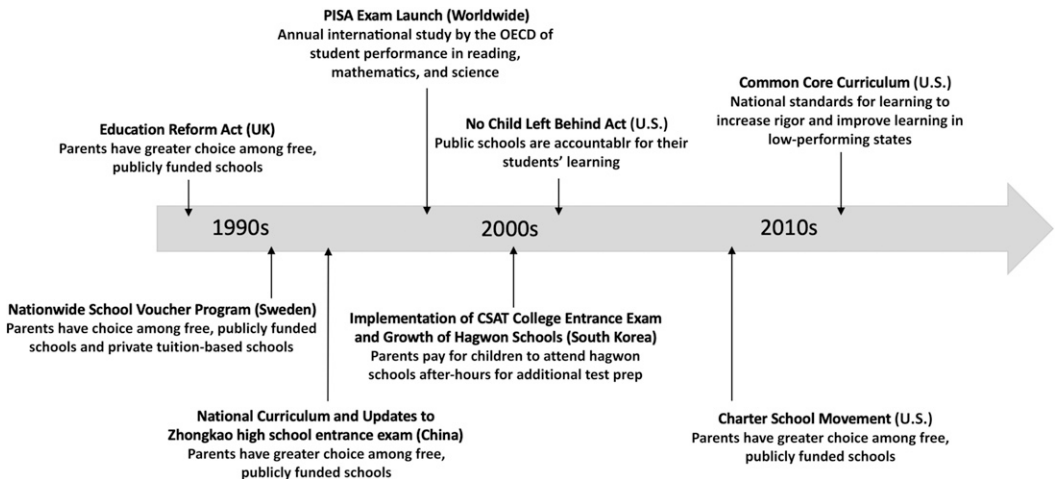 PISA Exam Launch (Worldwide)
Annual international study by the OECD of
student performance in reading,
mathematics, and science
Common Core Curriculum (U.S.)
National standards for learning to
increase rigor and improve learning in
low-performing states
Education Reform Act (UK)
Parents have greater choice among free,
publicly funded schools
No Child Left Behind Act (U.S.)
Public schools are accountablr for their
students’ learning
1990s
2000s
2010s
Nationwide School Voucher Program (Sweden)
Parents have choice among free, publicly funded
schools and private tuition-based schools
Implementation of CSAT College Entrance Exam
and Growth of Hagwon Schools (South Korea)
Parents pay for children to attend hagwon
schools after-hours for additional test prep
National Curriculum and Updates to
Zhongkao high school entrance exam (China)
Parents have greater choice among free,
publicly funded schools
Charter School Movement (U.S.)
Parents have greater choice among free,
publicly funded schools